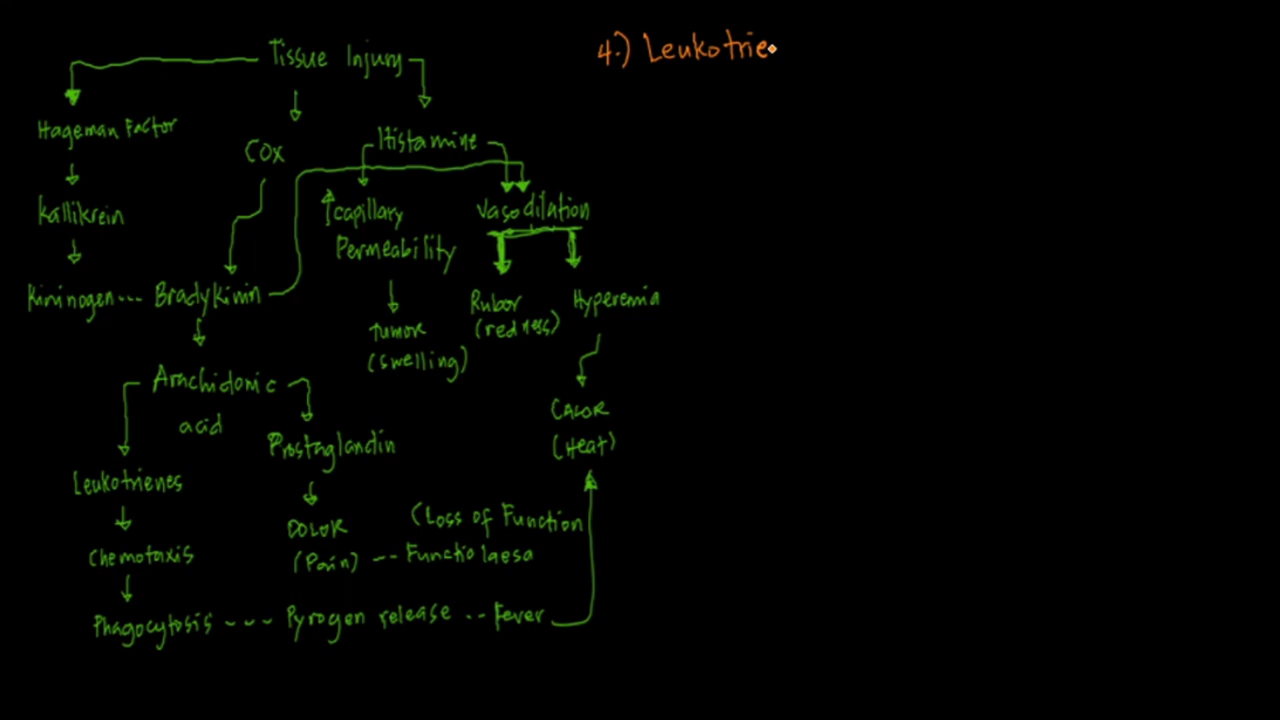 Tissue Injury
4.) Leukotrie
Hageman Factor
COX
Histamine
Kallikrein
↑ capillary
Permeability
Vasodilation
Kininogen --- Bradykinin
Tumor
(swelling)
Rubor
(redness)
Hyperemia
Arachidonic
acid
CALOR
(Heat)
Leukotrienes
Prostaglandin
Chemotaxis
DOLOR
(Pain) -- Functio laesa
(Loss of Function
Phagocytosis --- Pyrogen release -- Fever